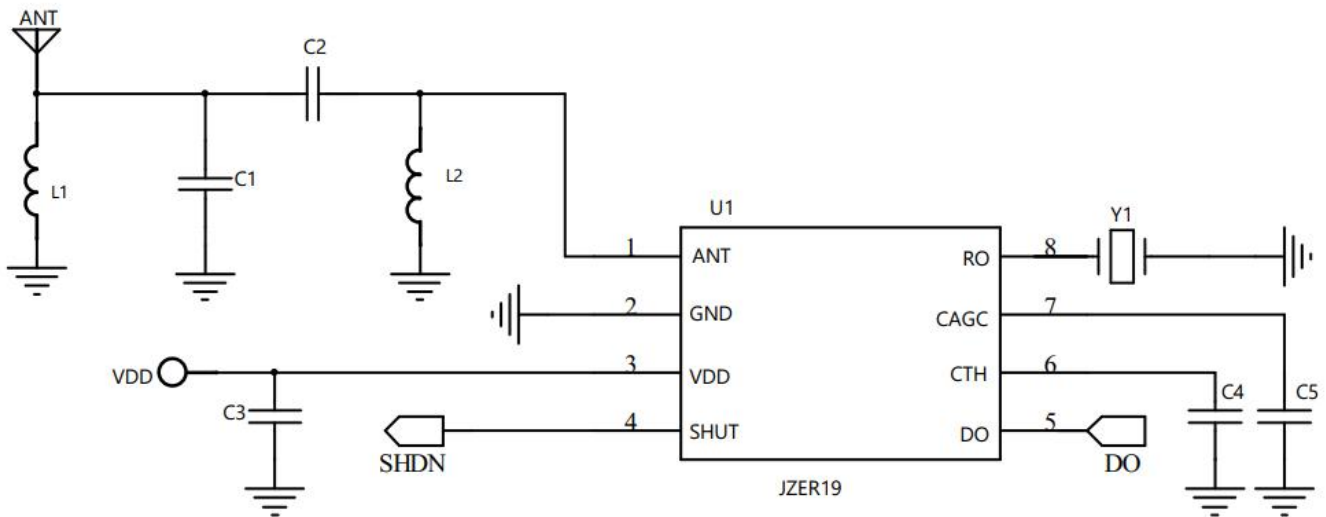 ANT
C2
L1
C1
L2
U1
Y1
1
ANT
RO
8
2
GND
CAGC
7
VDD
3
VDD
CTH
6
C3
C4
C5
SHDN
4
SHUT
DO
5
DO
JZER19